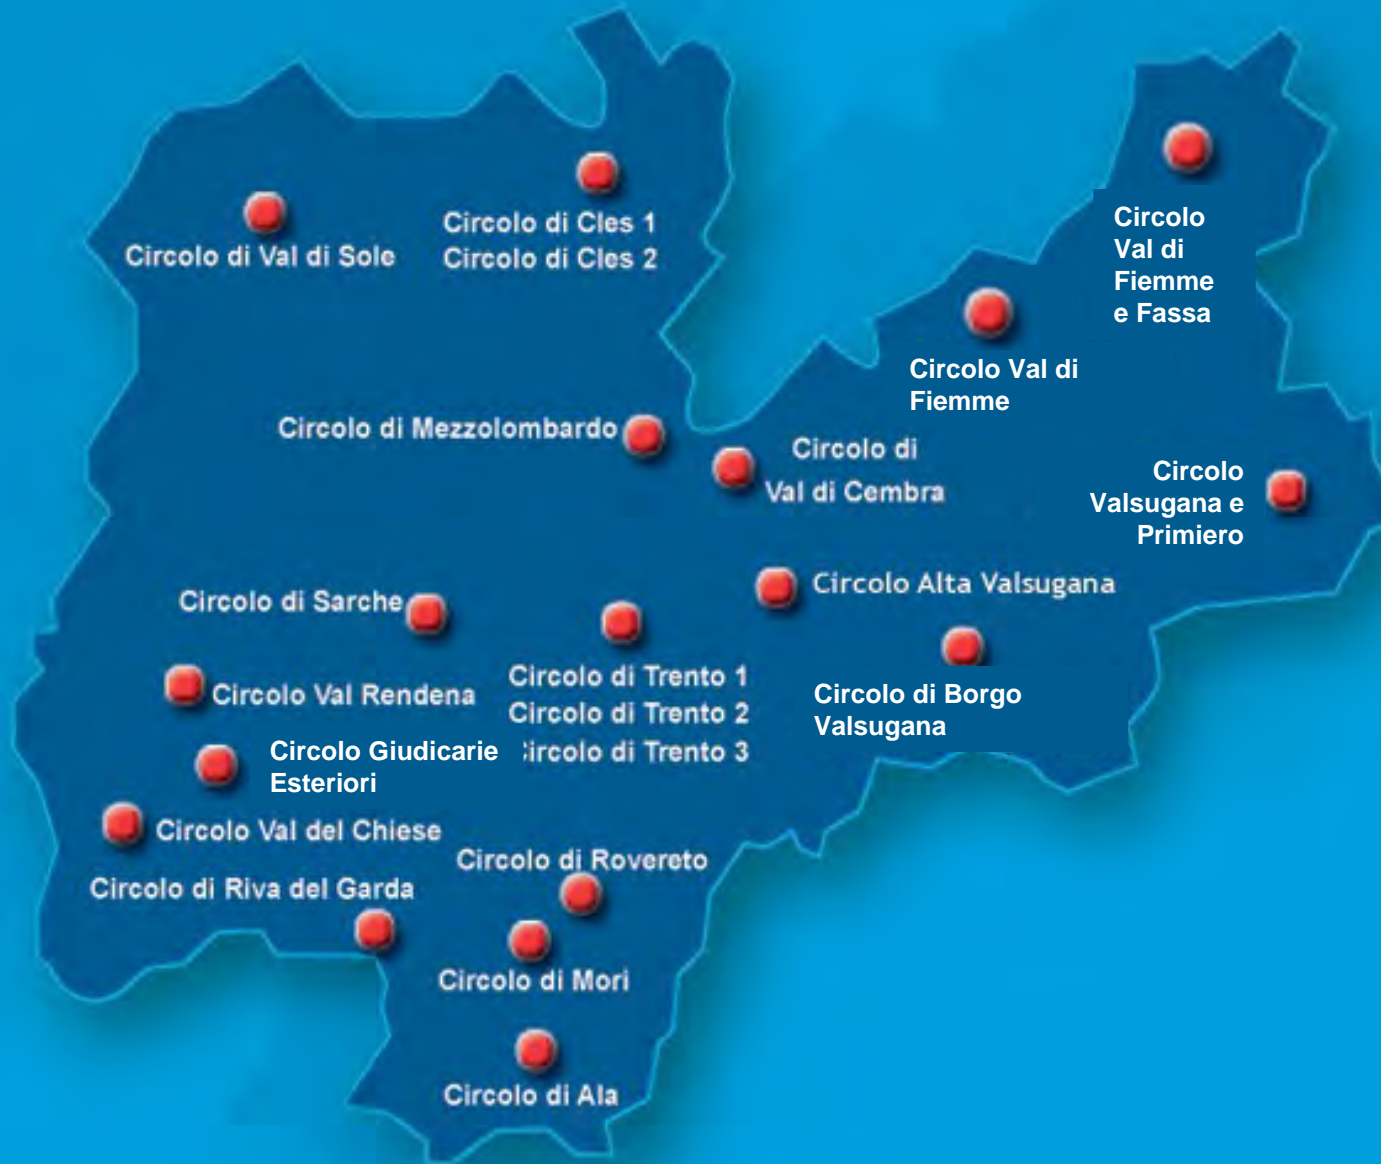 Circolo di Val di Sole
Circolo di Cles 1
Circolo di Cles 2
Circolo
Val di
Fiemme
e Fassa
Circolo Val di
Fiemme
Circolo di Mezzolombardo
Circolo di
Val di Cembra
Circolo
Valsugana e
Primiero
Circolo Alta Valsugana
Circolo di Sarche
Circolo Val Rendena
Circolo di Trento 1
Circolo di Trento 2
Circolo di Trento 3
Circolo di Borgo
Valsugana
Circolo Giudicarie
Esteriori
Circolo Val del Chiese
Circolo di Rovereto
Circolo di Riva del Garda
Circolo di Mori
Circolo di Ala